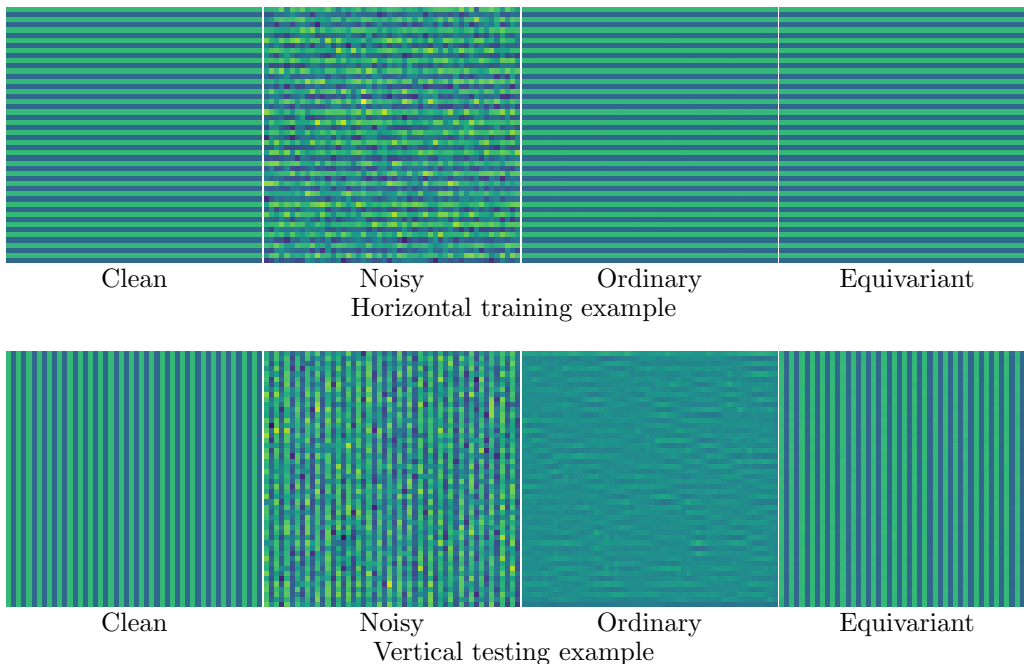 Clean Noisy Ordinary Equivariant
Horizontal training example
Clean Noisy Ordinary Equivariant
Vertical testing example